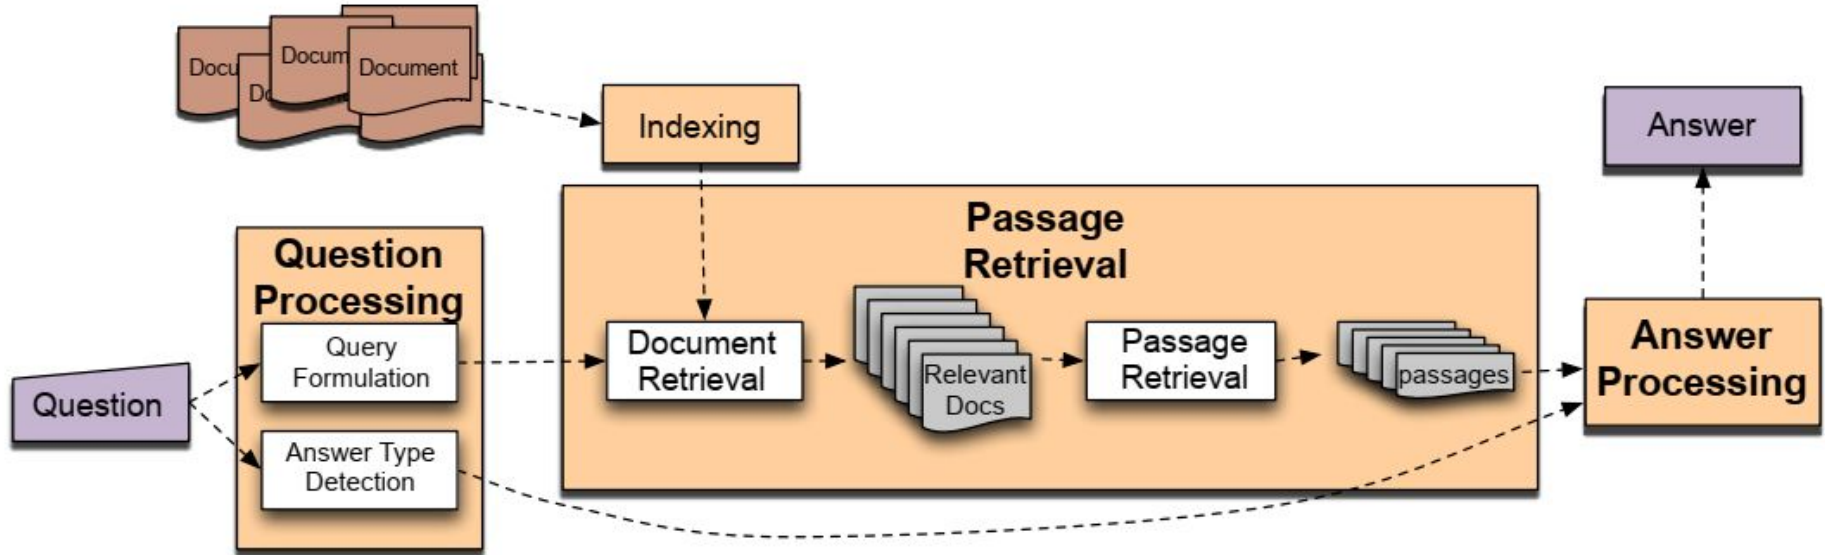 Docu
Docum
Document
Do
Indexing
Answer
Passage
Retrieval
Question
Processing
Query
Formulation
Document
Retrieval
Relevant
Docs
Passage
Retrieval
passages
Answer
Processing
Question
Answer Type
Detection